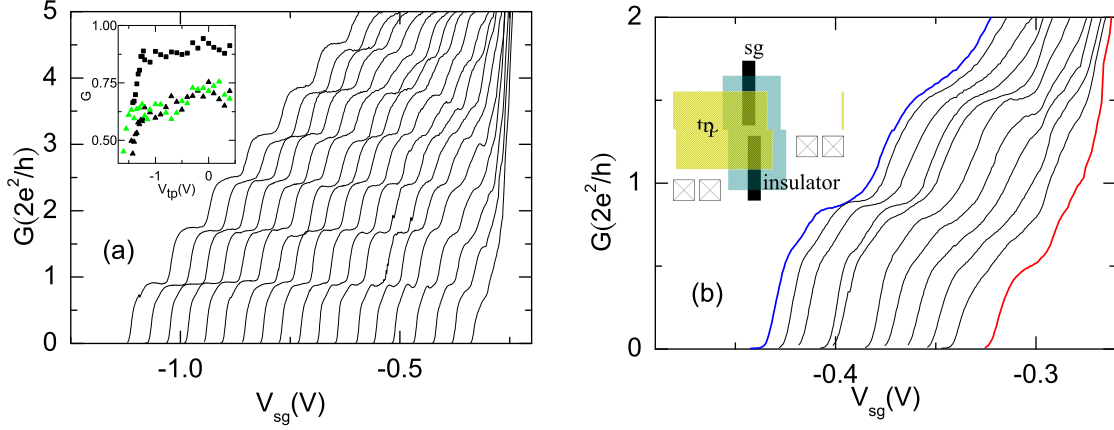 5
4
3
2
1
0
G(2e²/h)
1.00
0.75
0.50
G
-1
0
V_tp(V)
(a)
-1.0
-0.5
V_sg(V)
2
1
0
G(2e²/h)
sg
insulator
(b)
-0.4
-0.3
V_sg(V)